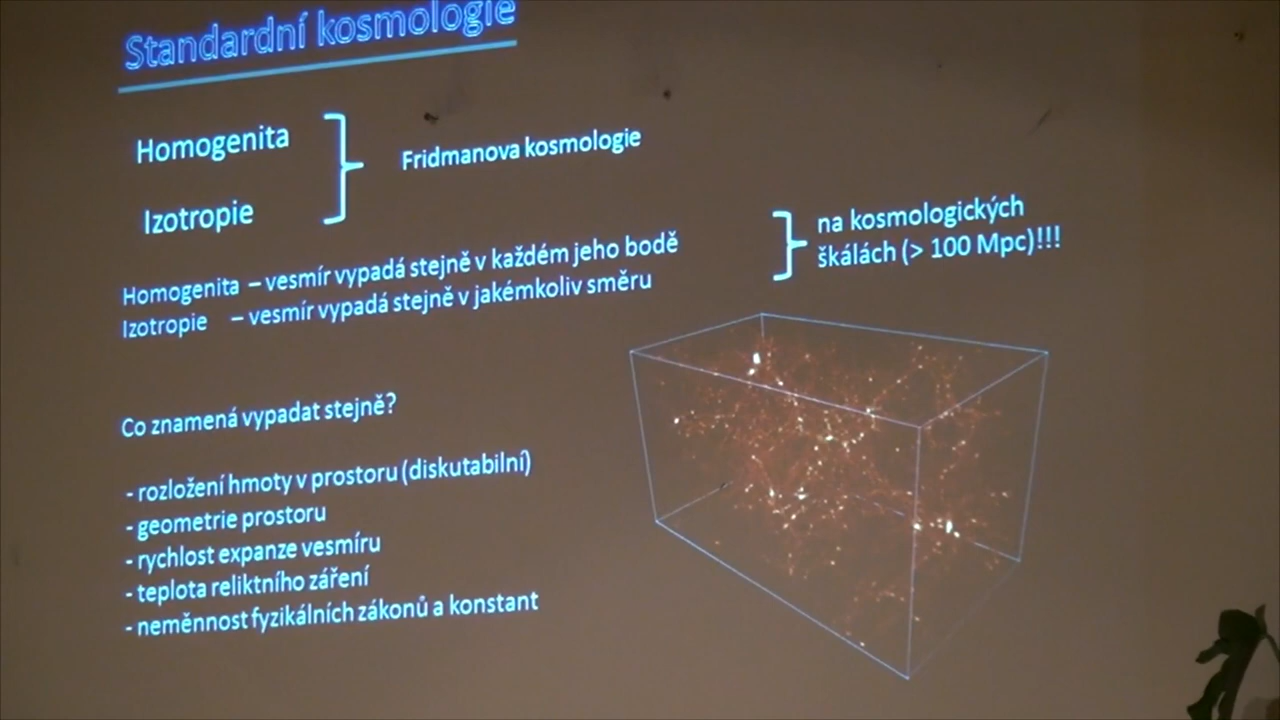 Standardní kosmologie
Homogenita
Izotropie
Fridmanova kosmologie
Homogenita – vesmír vypadá stejně v každém jeho bodě
Izotropie – vesmír vypadá stejně v jakémkoliv směru
na kosmologických
škálách (> 100 Mpc)!!!
Co znamená vypadat stejně?
- rozložení hmoty v prostoru (diskutabilní)
- geometrie prostoru
- rychlost expanze vesmíru
- teplota reliktního záření
- neměnnost fyzikálních zákonů a konstant